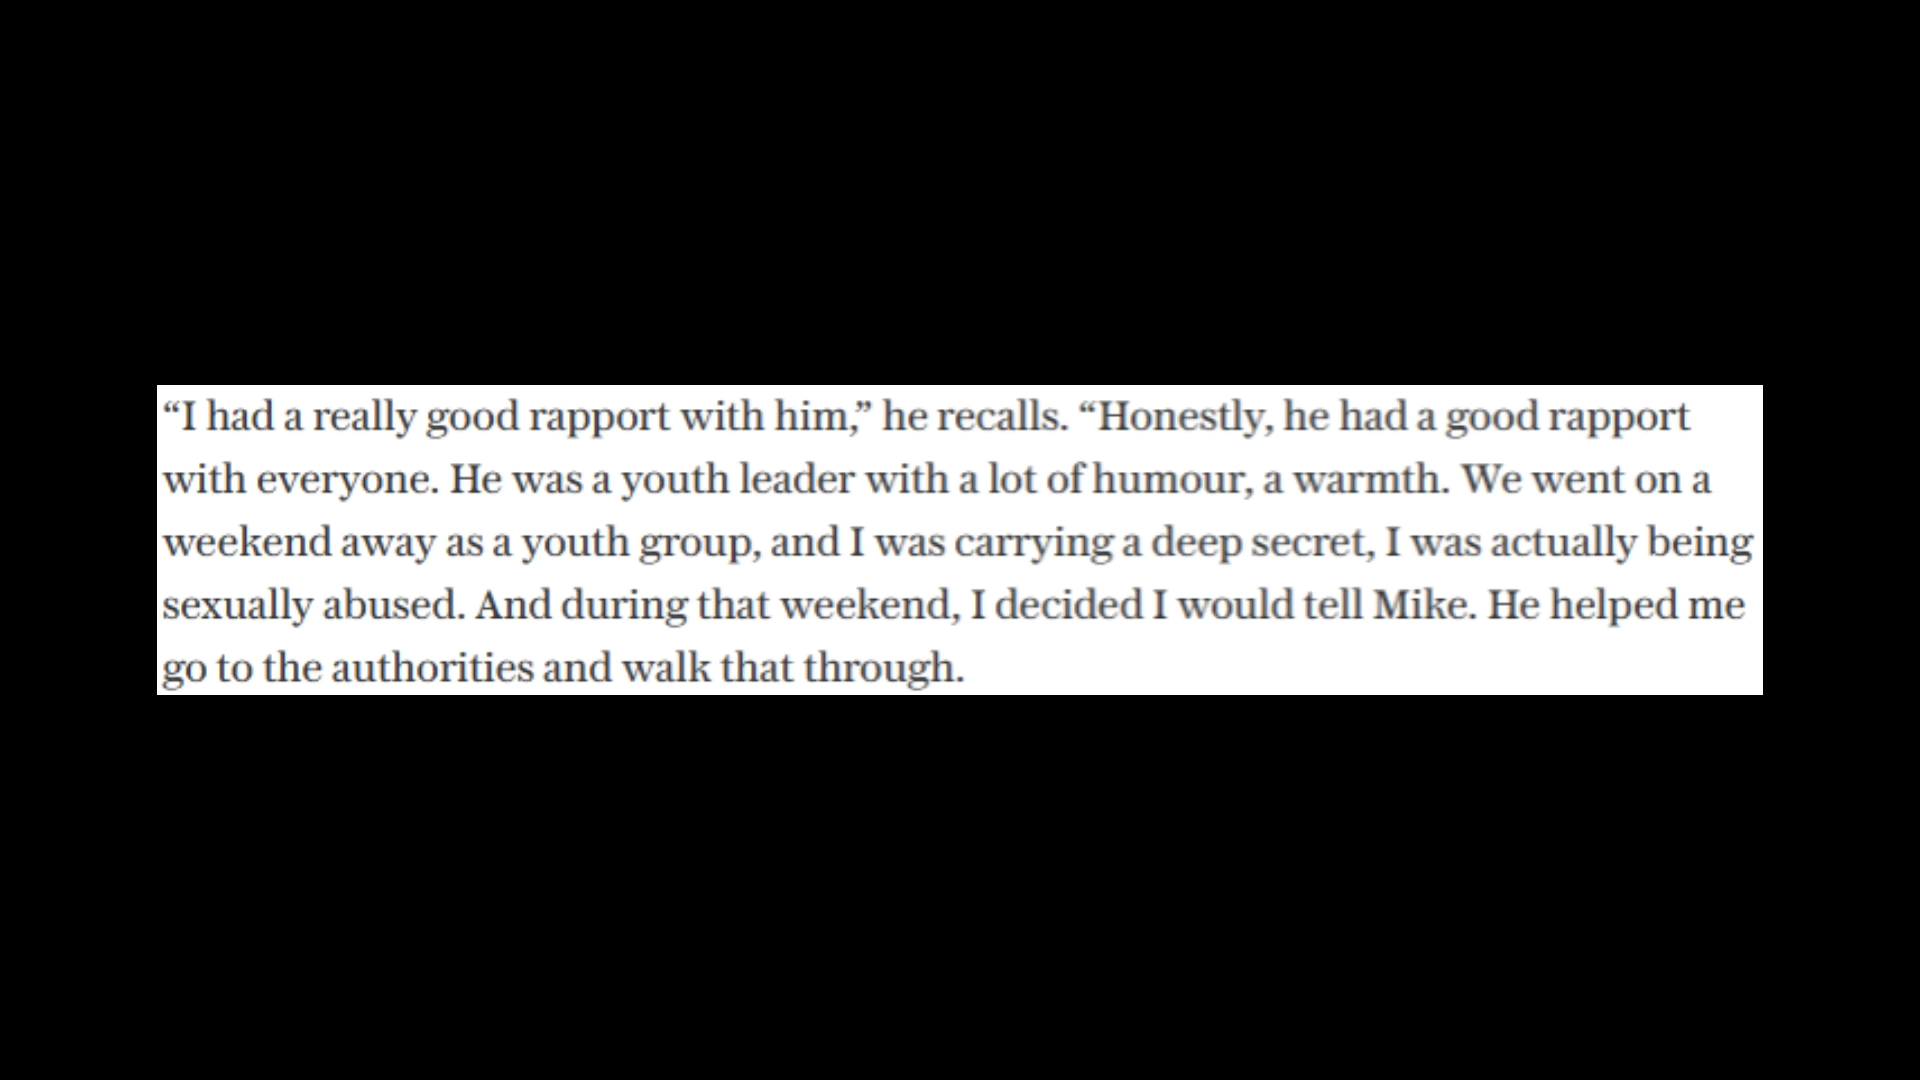 “I had a really good rapport with him,” he recalls. “Honestly, he had a good rapport
with everyone. He was a youth leader with a lot of humour, a warmth. We went on a
weekend away as a youth group, and I was carrying a deep secret, I was actually being
sexually abused. And during that weekend, I decided I would tell Mike. He helped me
go to the authorities and walk that through.